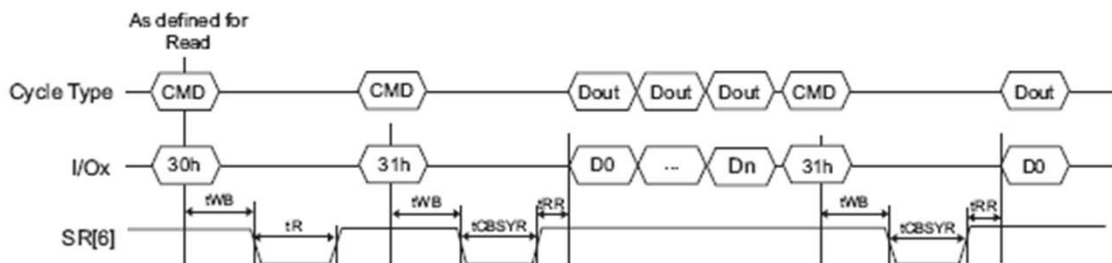 As defined for
Read
Cycle Type CMD CMD Dout Dout Dout CMD Dout
I/Ox 30h 31h D0 ... Dn 31h D0
tWB tWB tRR tWB tRR
SR[6] tR tCBSYR tCBSYR